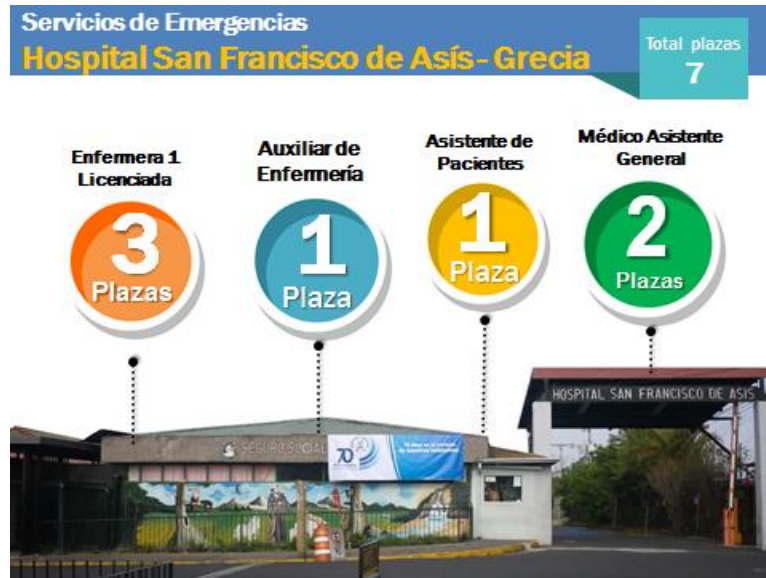 Servicios de Emergencias
Hospital San Francisco de Asís - Grecia
Total plazas
7
Enfermera 1
Licenciada
Auxiliar de
Enfermería
Asistente de
Pacientes
Médico Asistente
General
3
Plazas
1
Plaza
1
Plaza
2
Plazas
HOSPITAL SAN FRANCISCO DE ASIS
SEGURO SOCIAL
70